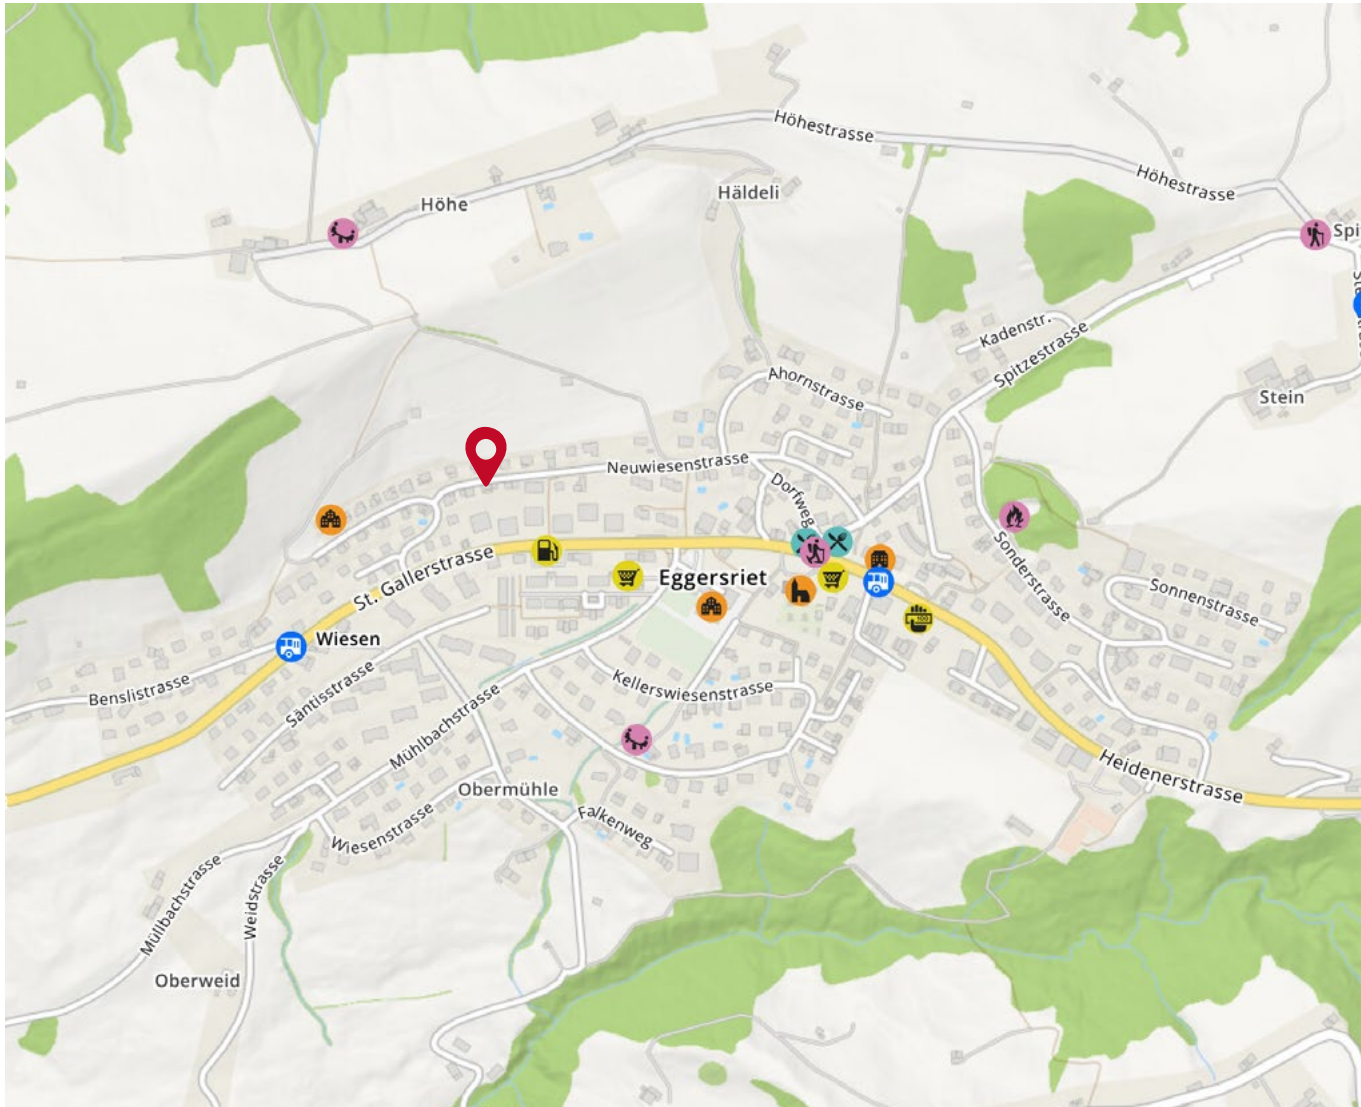 Höhestrasse
Höhestrasse
Häldeli
Höhe
Kadenstr.
Spitzestrasse
Ahornstrasse
Stein
Neuwiesenstrasse
Dorfweg
St. Gallerstrasse
Eggersriet
Sonderstrasse
Sonnenstrasse
Wiesen
Benslistrasse
Säntisstrasse
Kellerswiesenstrasse
Mühlbachstrasse
Heidenerstrasse
Obermühle
Falkenweg
Wiesenstrasse
Müllbachstrasse
Weidstrasse
Oberweid
100